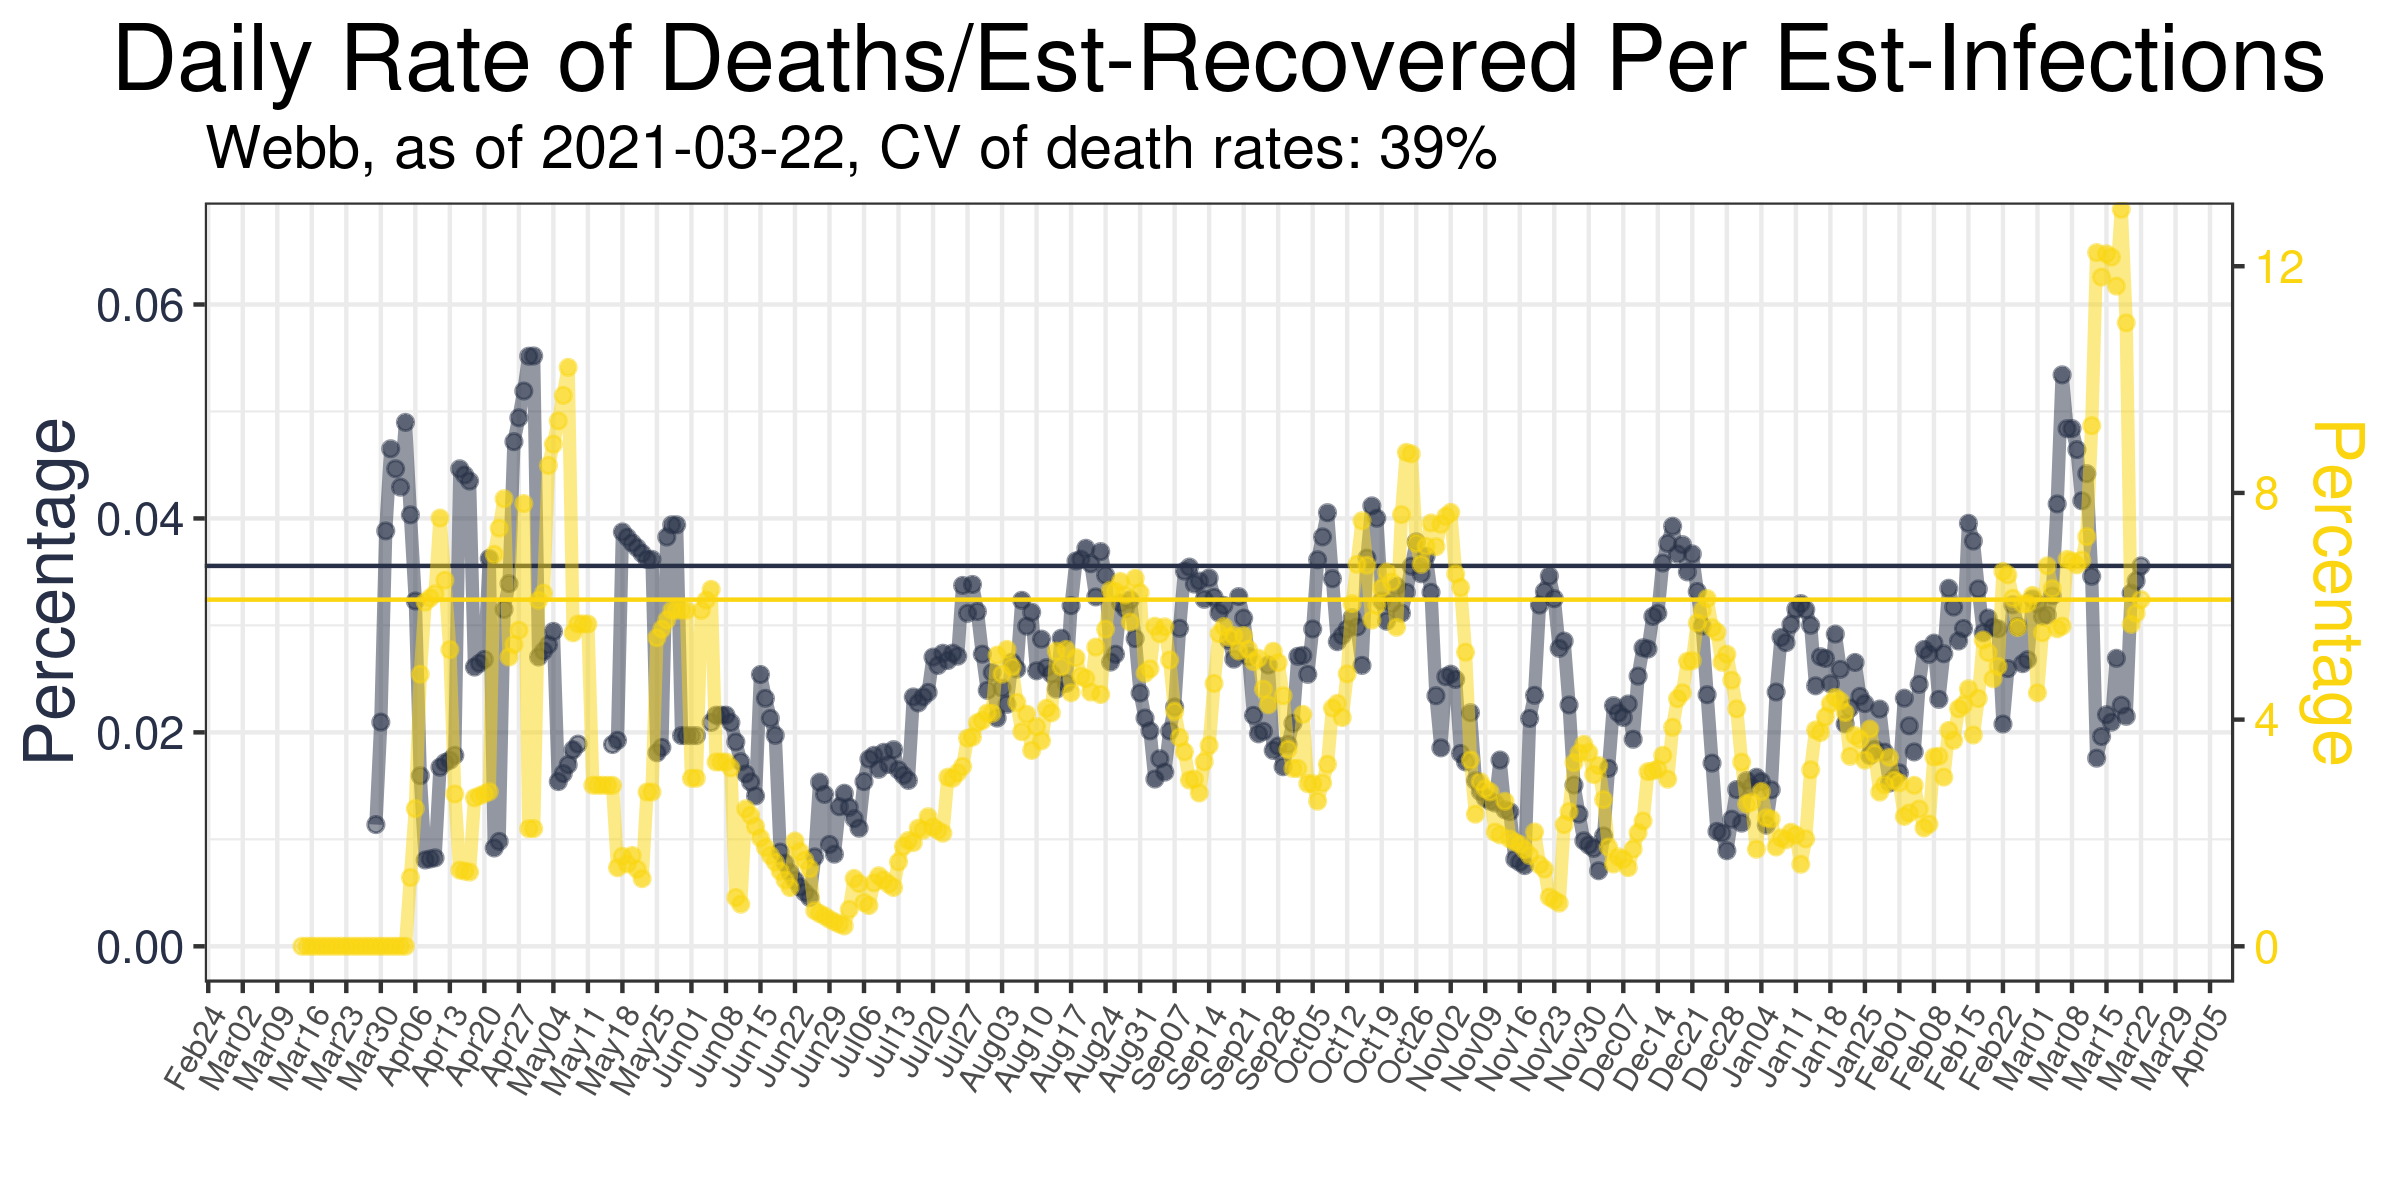 Daily Rate of Deaths/Est-Recovered Per Est-Infections
Webb, as of 2021-03-22, CV of death rates: 39%
Percentage
0.06
0.04
0.02
0.00
12
8
4
0
Percentage
Feb24
Mar02
Mar09
Mar16
Mar23
Mar30
Apr06
Apr13
Apr20
Apr27
May04
May11
May18
May25
Jun01
Jun08
Jun15
Jun22
Jun29
Jul06
Jul13
Jul20
Jul27
Aug03
Aug10
Aug17
Aug24
Aug31
Sep07
Sep14
Sep21
Sep28
Oct05
Oct12
Oct19
Oct26
Nov02
Nov09
Nov16
Nov23
Nov30
Dec07
Dec14
Dec21
Dec28
Jan04
Jan11
Jan18
Jan25
Feb01
Feb08
Feb15
Feb22
Mar01
Mar08
Mar15
Mar22
Mar29
Apr05